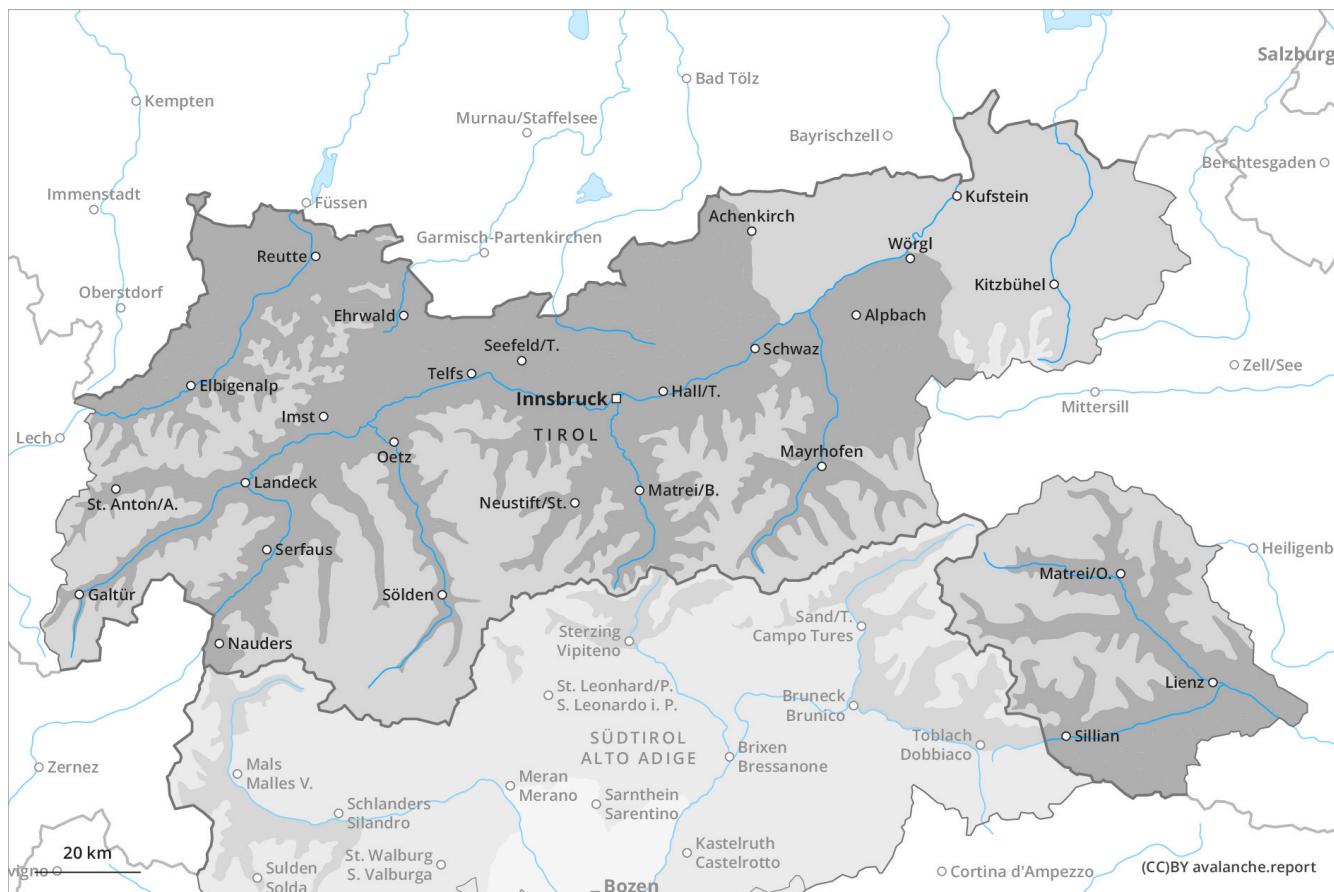 Salzburg
Bad Tölz
Kempten
Murnau/Staffelsee
Bayrischzell
Berchtesgaden
Immenstadt
Füssen
Kufstein
Achenkirch
Garmisch-Partenkirchen
Wörgl
Reutte
Kitzbühel
Oberstdorf
Ehrwald
Alpbach
Seefeld/T.
Schwaz
Zell/See
Telfs
Elbigenalp
Hall/T.
Innsbruck
Mittersill
Imst
TIROL
Lech
Oetz
Mayrhofen
Landeck
St. Anton/A.
Matrei/B.
Neustift/St.
Serfaus
Heiligenb
Matrei/O.
Galtür
Sölden
Sand/T.
Campo Tures
Sterzing
Vipiteno
Nauders
Lienz
St. Leonhard/P.
S. Leonardo i. P.
Bruneck
Brunico
SÜDTIROL
ALTO ADIGE
Toblach
Dobbiaco
Sillian
Brixen
Bressanone
Zernez
Mals
Malles V.
Meran
Merano
Sarnthein
Sarentino
Schlanders
Silandro
Kastelruth
Castelrotto
20 km
St. Walburg
S. Valburga
vigno
Sulden
Solda
Cortina d'Ampezzo
(CC)BY avalanche.report
Bozen